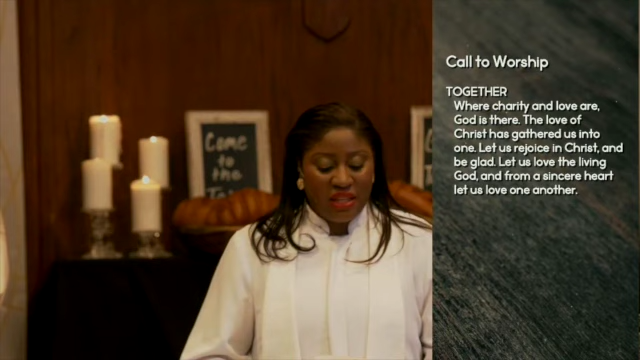 Come
to
the
Call to Worship
TOGETHER
Where charity and love are,
God is there. The love of
Christ has gathered us into
one. Let us rejoice in Christ, and
be glad. Let us love the living
God, and from a sincere heart
let us love one another.